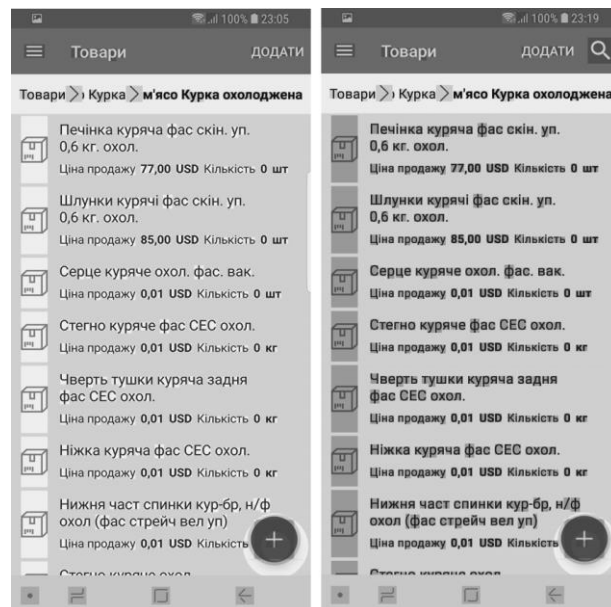 100% 23:05
Товари ДОДАТИ
Товари Курка м'ясо Курка охолоджена
Печінка куряча фас скін. уп.
0,6 кг. охол.
Ціна продажу 77,00 USD Кількість 0 шт
Шлунки курячі фас скін. уп.
0,6 кг. охол.
Ціна продажу 85,00 USD Кількість 0 шт
Серце куряче охол. фас. вак.
Ціна продажу 0,01 USD Кількість 0 шт
Стегно куряче фас СЕС охол.
Ціна продажу 0,01 USD Кількість 0 кг
Чверть тушки куряча задня
фас СЕС охол.
Ціна продажу 0,01 USD Кількість 0 кг
Ніжка куряча фас СЕС охол.
Ціна продажу 0,01 USD Кількість 0 кг
Нижня част спинки кур-бр, н/ф
охол (фас стрейч вел уп)
Ціна продажу 0,01 USD Кількість
100% 23:19
Товари ДОДАТИ
Товари Курка м'ясо Курка охолоджена
Печінка куряча фас скін. уп.
0,6 кг. охол.
Ціна продажу 77,00 USD Кількість 0 шт
Шлунки курячі фас скін. уп.
0,6 кг. охол.
Ціна продажу 85,00 USD Кількість 0 шт
Серце куряче охол. фас. вак.
Ціна продажу 0,01 USD Кількість 0 шт
Стегно куряче фас СЕС охол.
Ціна продажу 0,01 USD Кількість 0 кг
Чверть тушки куряча задня
фас СЕС охол.
Ціна продажу 0,01 USD Кількість 0 кг
Ніжка куряча фас СЕС охол.
Ціна продажу 0,01 USD Кількість 0 кг
Нижня част спинки кур-бр, н/ф
охол (фас стрейч вел уп)
Ціна продажу 0,01 USD Кількість